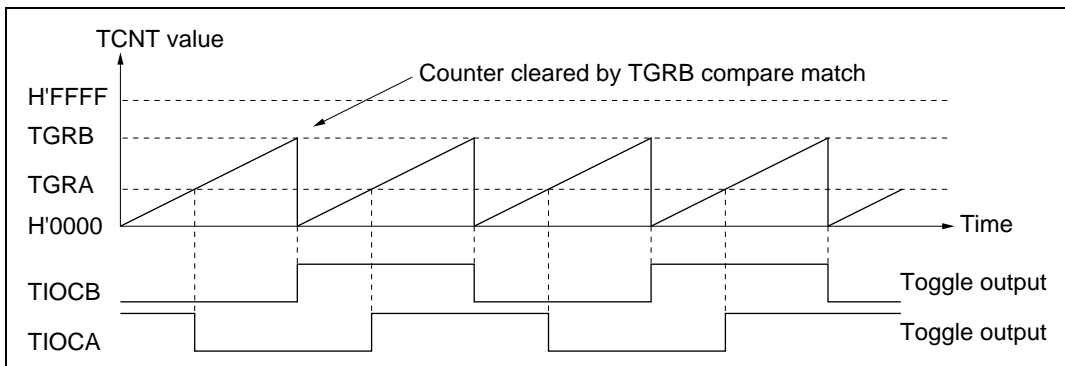 TCNT value
Counter cleared by TGRB compare match
H'FFFF
TGRB
TGRA
H'0000
Time
TIOCB
Toggle output
TIOCA
Toggle output